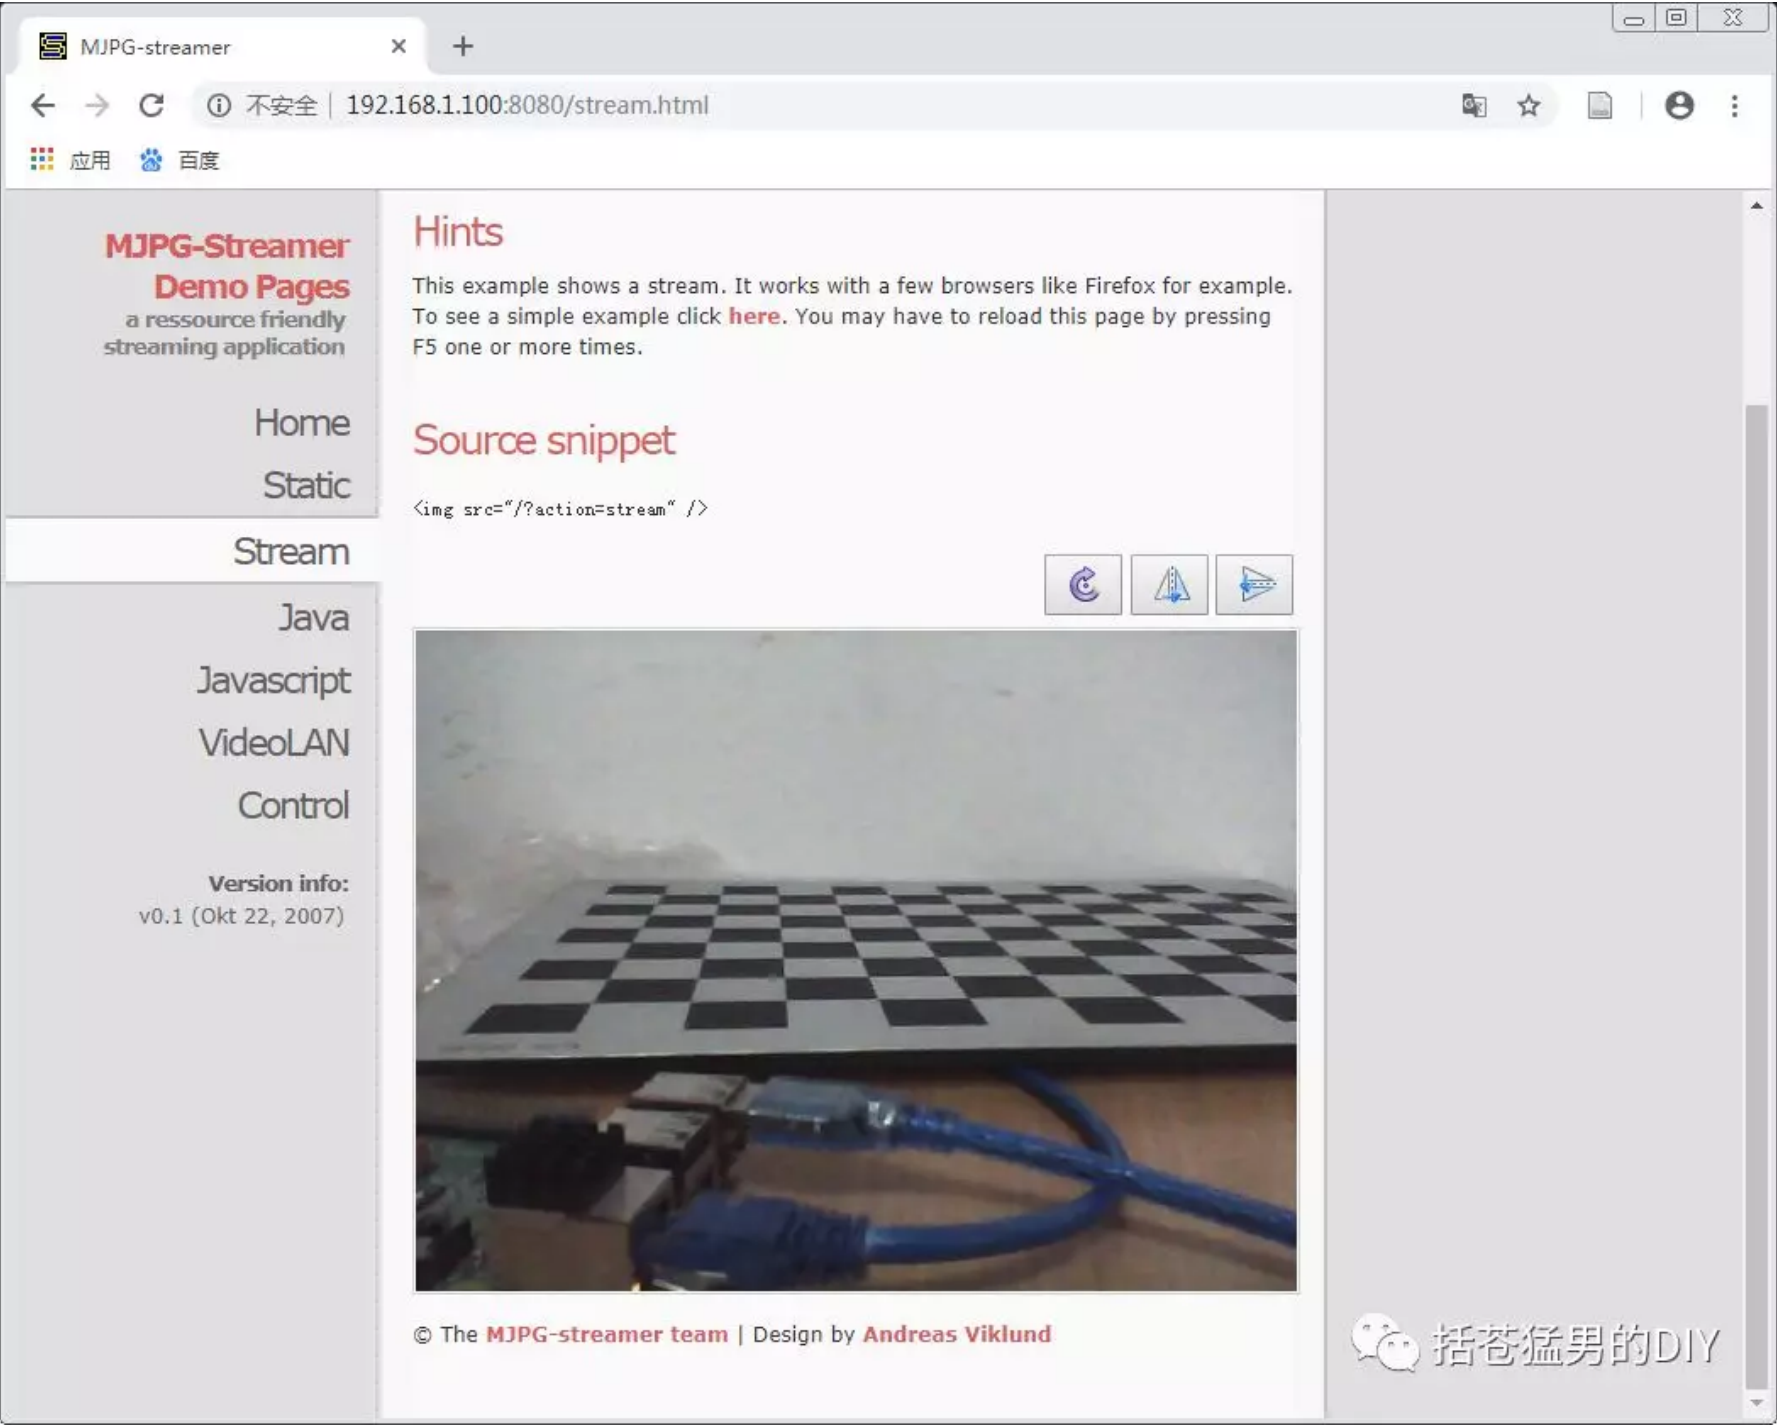 MJPG-streamer
不安全
192.168.1.100:8080/stream.html
应用
百度
MJPG-Streamer
Demo Pages
a ressource friendly
streaming application
Home
Static
Stream
Java
Javascript
VideoLAN
Control
Version info:
v0.1 (Okt 22, 2007)
Hints
This example shows a stream. It works with a few browsers like Firefox for example.
To see a simple example click here. You may have to reload this page by pressing
F5 one or more times.
Source snippet
<img src="/?action=stream" />
© The MJPG-streamer team | Design by Andreas Viklund
括苍猛男的DIY